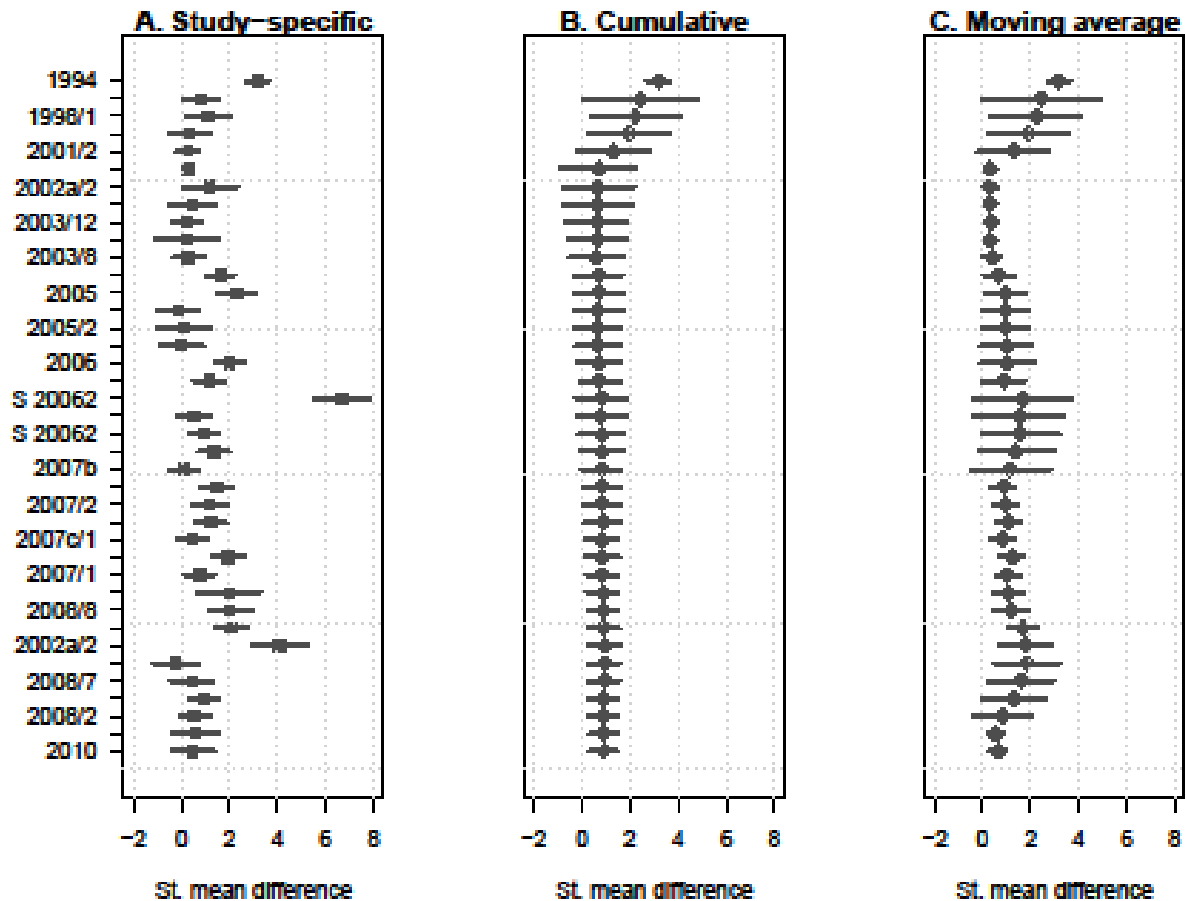 A. Study-specific
B. Cumulative
C. Moving average
1994
1998/1
2001/2
2002a/2
2003/12
2003/8
2005
2005/2
2006
S 20062
S 20062
2007b
2007/2
2007c/1
2007/1
2008/8
2002a/2
2008/7
2008/2
2010
−2 0 2 4 6 8
−2 0 2 4 6 8
−2 0 2 4 6 8
St. mean difference
St. mean difference
St. mean difference